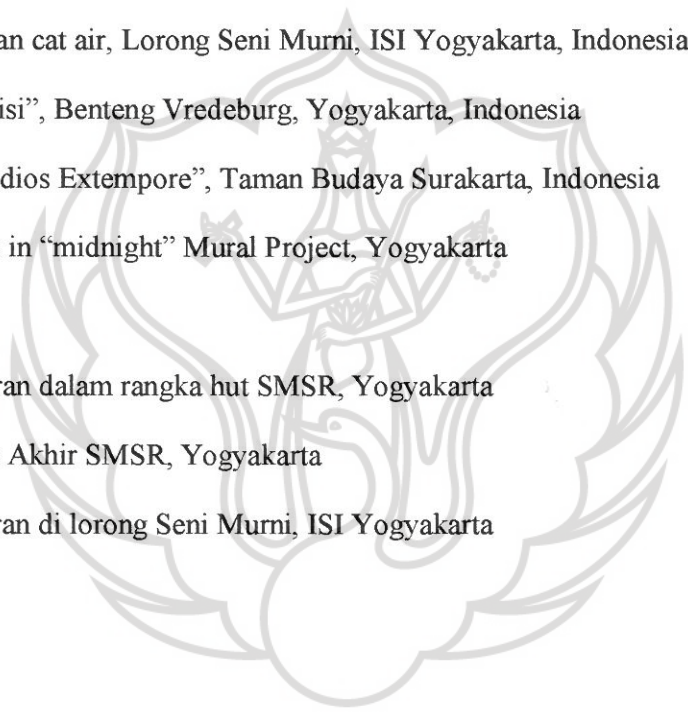 an cat air, Lorong Seni Murni, ISI Yogyakarta, Indonesia
isi”, Benteng Vredeburg, Yogyakarta, Indonesia
dios Extempore”, Taman Budaya Surakarta, Indonesia
in “midnight” Mural Project, Yogyakarta
ran dalam rangka hut SMSR, Yogyakarta
Akhir SMSR, Yogyakarta
ran di lorong Seni Murni, ISI Yogyakarta